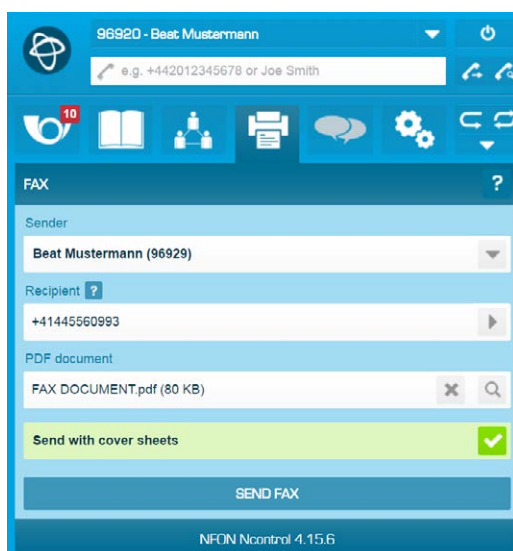 96920 - Beat Mustermann
e.g. +442012345678 or Joe Smith
10
FAX
?
Sender
Beat Mustermann (96929)
Recipient ?
+41445560993
PDF document
FAX DOCUMENT.pdf (80 KB)
Send with cover sheets
SEND FAX
NFON Ncontrol 4.15.6